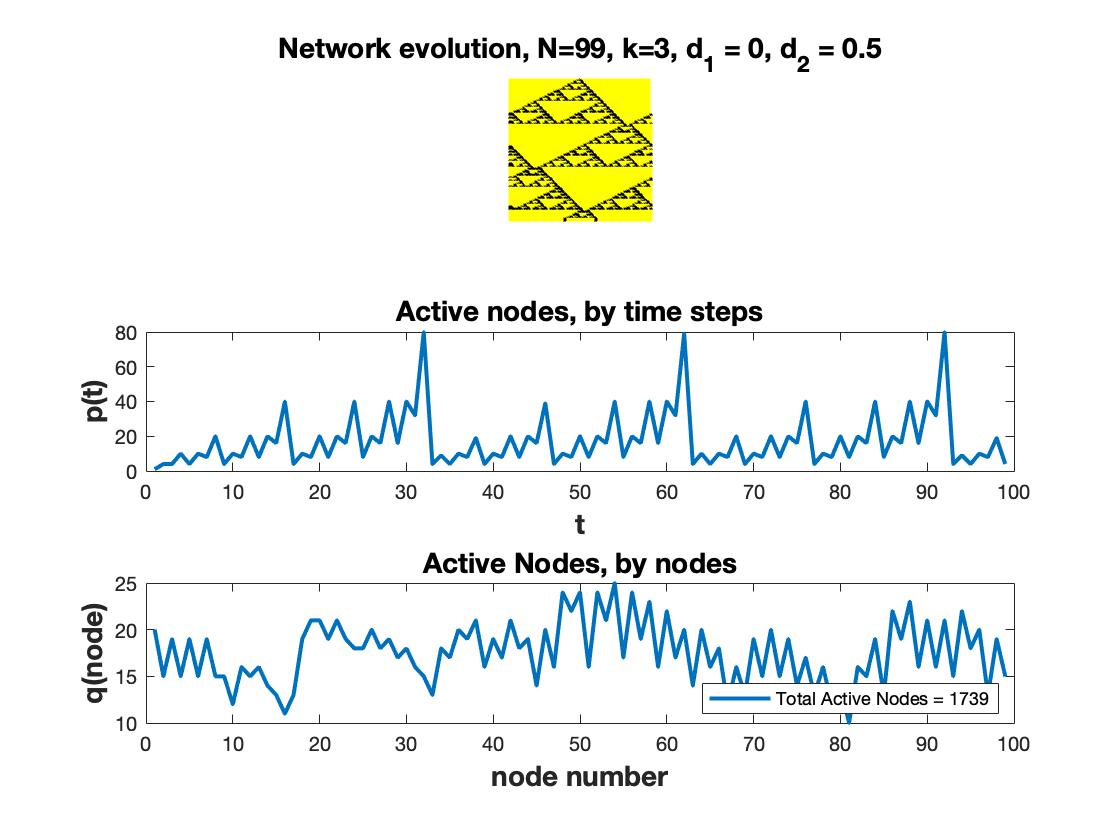 Network evolution, N=99, k=3, d1 = 0, d2 = 0.5
Active nodes, by time steps
80
60
40
20
0
p(t)
0 10 20 30 40 50 60 70 80 90 100
t
Active Nodes, by nodes
25
20
15
10
q(node)
Total Active Nodes = 1739
0 10 20 30 40 50 60 70 80 90 100
node number